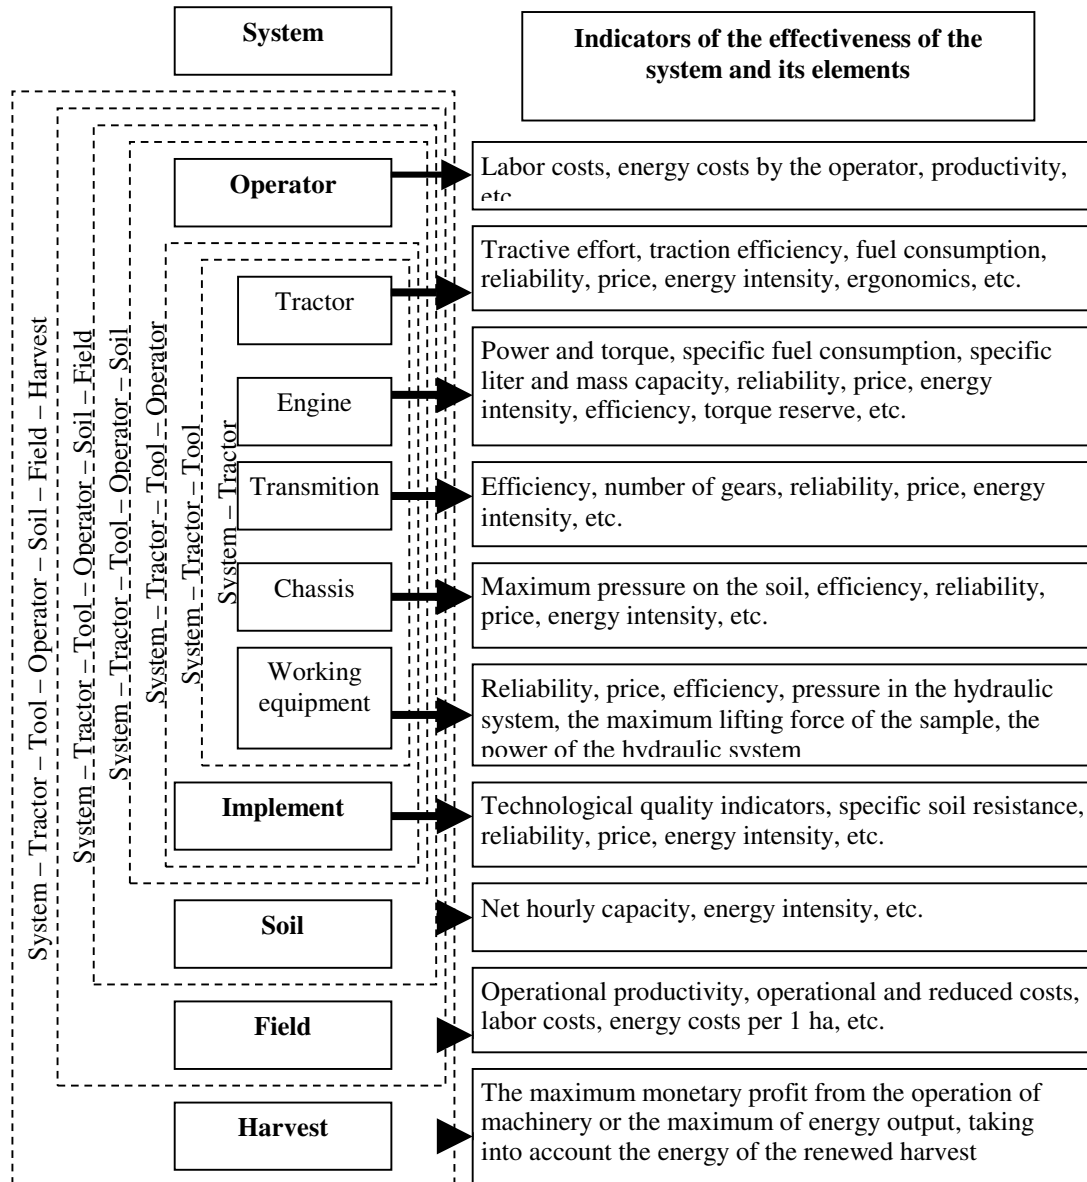 System
Indicators of the effectiveness of the
system and its elements
System – Tractor – Tool – Operator – Soil – Field – Harvest
System – Tractor – Tool – Operator – Soil – Field
System – Tractor – Tool – Operator – Soil
System – Tractor – Tool – Operator
System – Tractor – Tool
System – Tractor
Operator
Labor costs, energy costs by the operator, productivity,
etc
Tractor
Tractive effort, traction efficiency, fuel consumption,
reliability, price, energy intensity, ergonomics, etc.
Engine
Power and torque, specific fuel consumption, specific
liter and mass capacity, reliability, price, energy
intensity, efficiency, torque reserve, etc.
Transmition
Efficiency, number of gears, reliability, price, energy
intensity, etc.
Chassis
Maximum pressure on the soil, efficiency, reliability,
price, energy intensity, etc.
Working
equipment
Reliability, price, efficiency, pressure in the hydraulic
system, the maximum lifting force of the sample, the
power of the hydraulic system
Implement
Technological quality indicators, specific soil resistance,
reliability, price, energy intensity, etc.
Soil
Net hourly capacity, energy intensity, etc.
Field
Operational productivity, operational and reduced costs,
labor costs, energy costs per 1 ha, etc.
Harvest
The maximum monetary profit from the operation of
machinery or the maximum of energy output, taking
into account the energy of the renewed harvest